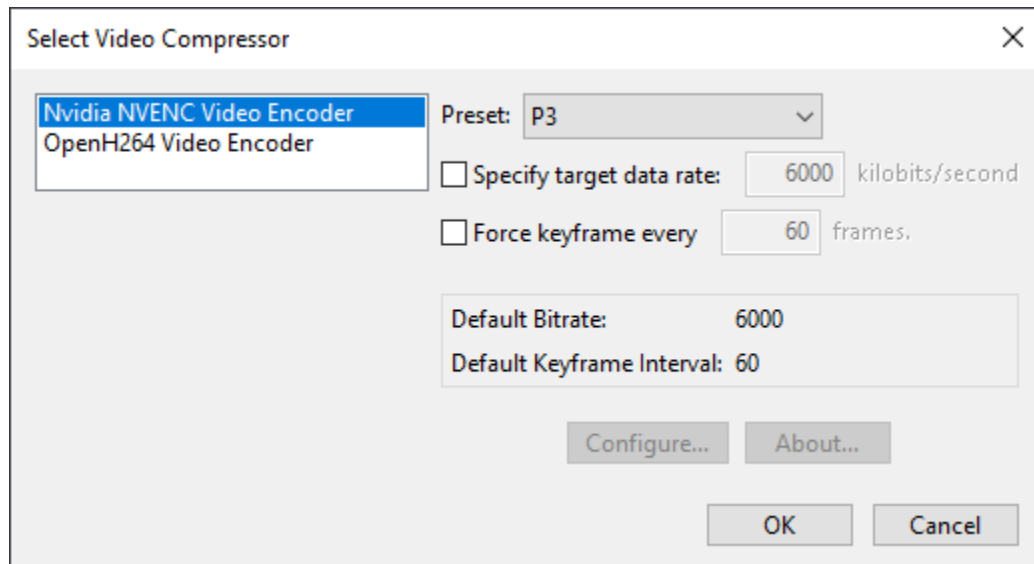 Select Video Compressor
Nvidia NVENC Video Encoder
OpenH264 Video Encoder
Preset: P3
Specify target data rate: 6000 kilobits/second
Force keyframe every 60 frames.
Default Bitrate: 6000
Default Keyframe Interval: 60
Configure... About...
OK Cancel